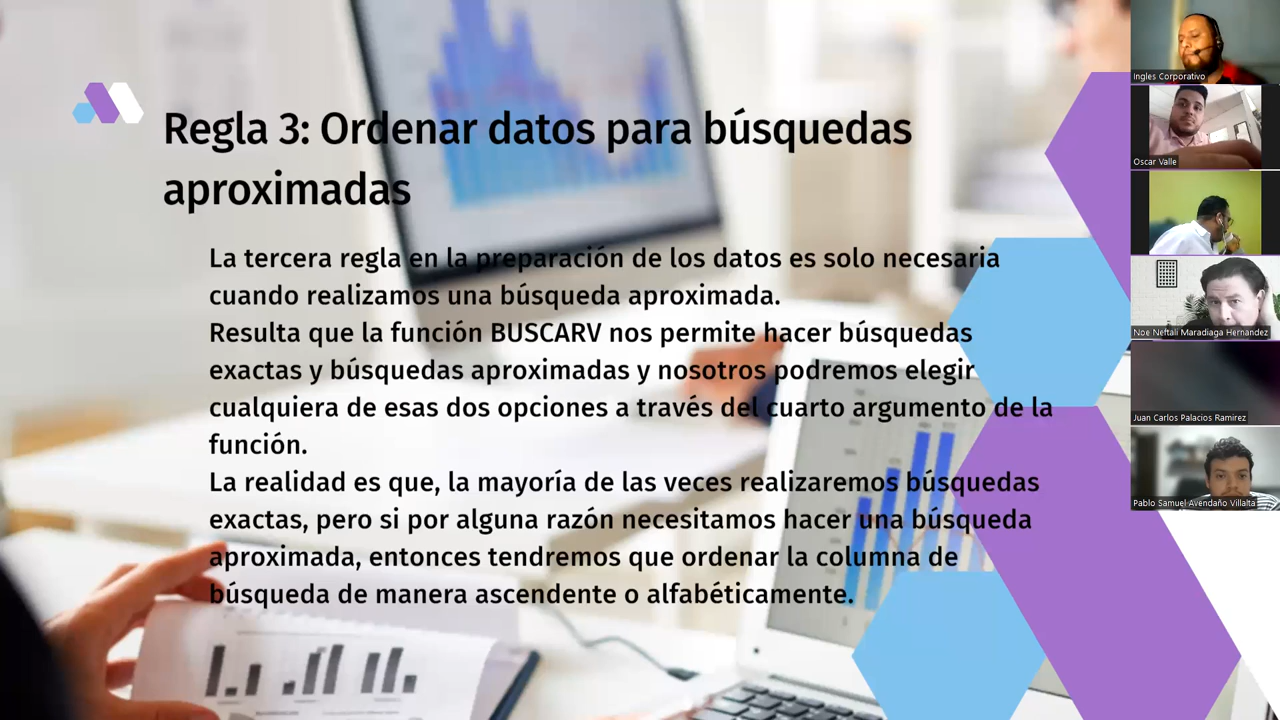 Regla 3: Ordenar datos para búsquedas
aproximadas
La tercera regla en la preparación de los datos es solo necesaria
cuando realizamos una búsqueda aproximada.
Resulta que la función BUSCARV nos permite hacer búsquedas
exactas y búsquedas aproximadas y nosotros podremos elegir
cualquiera de esas dos opciones a través del cuarto argumento de la
función.
La realidad es que, la mayoría de las veces realizaremos búsquedas
exactas, pero si por alguna razón necesitamos hacer una búsqueda
aproximada, entonces tendremos que ordenar la columna de
búsqueda de manera ascendente o alfabéticamente.
Ingles Corporativo
Oscar Valle
Noe Neftali Maradiaga Hernandez
Juan Carlos Palacios Ramirez
Pablo Samuel Avendaño Villalta